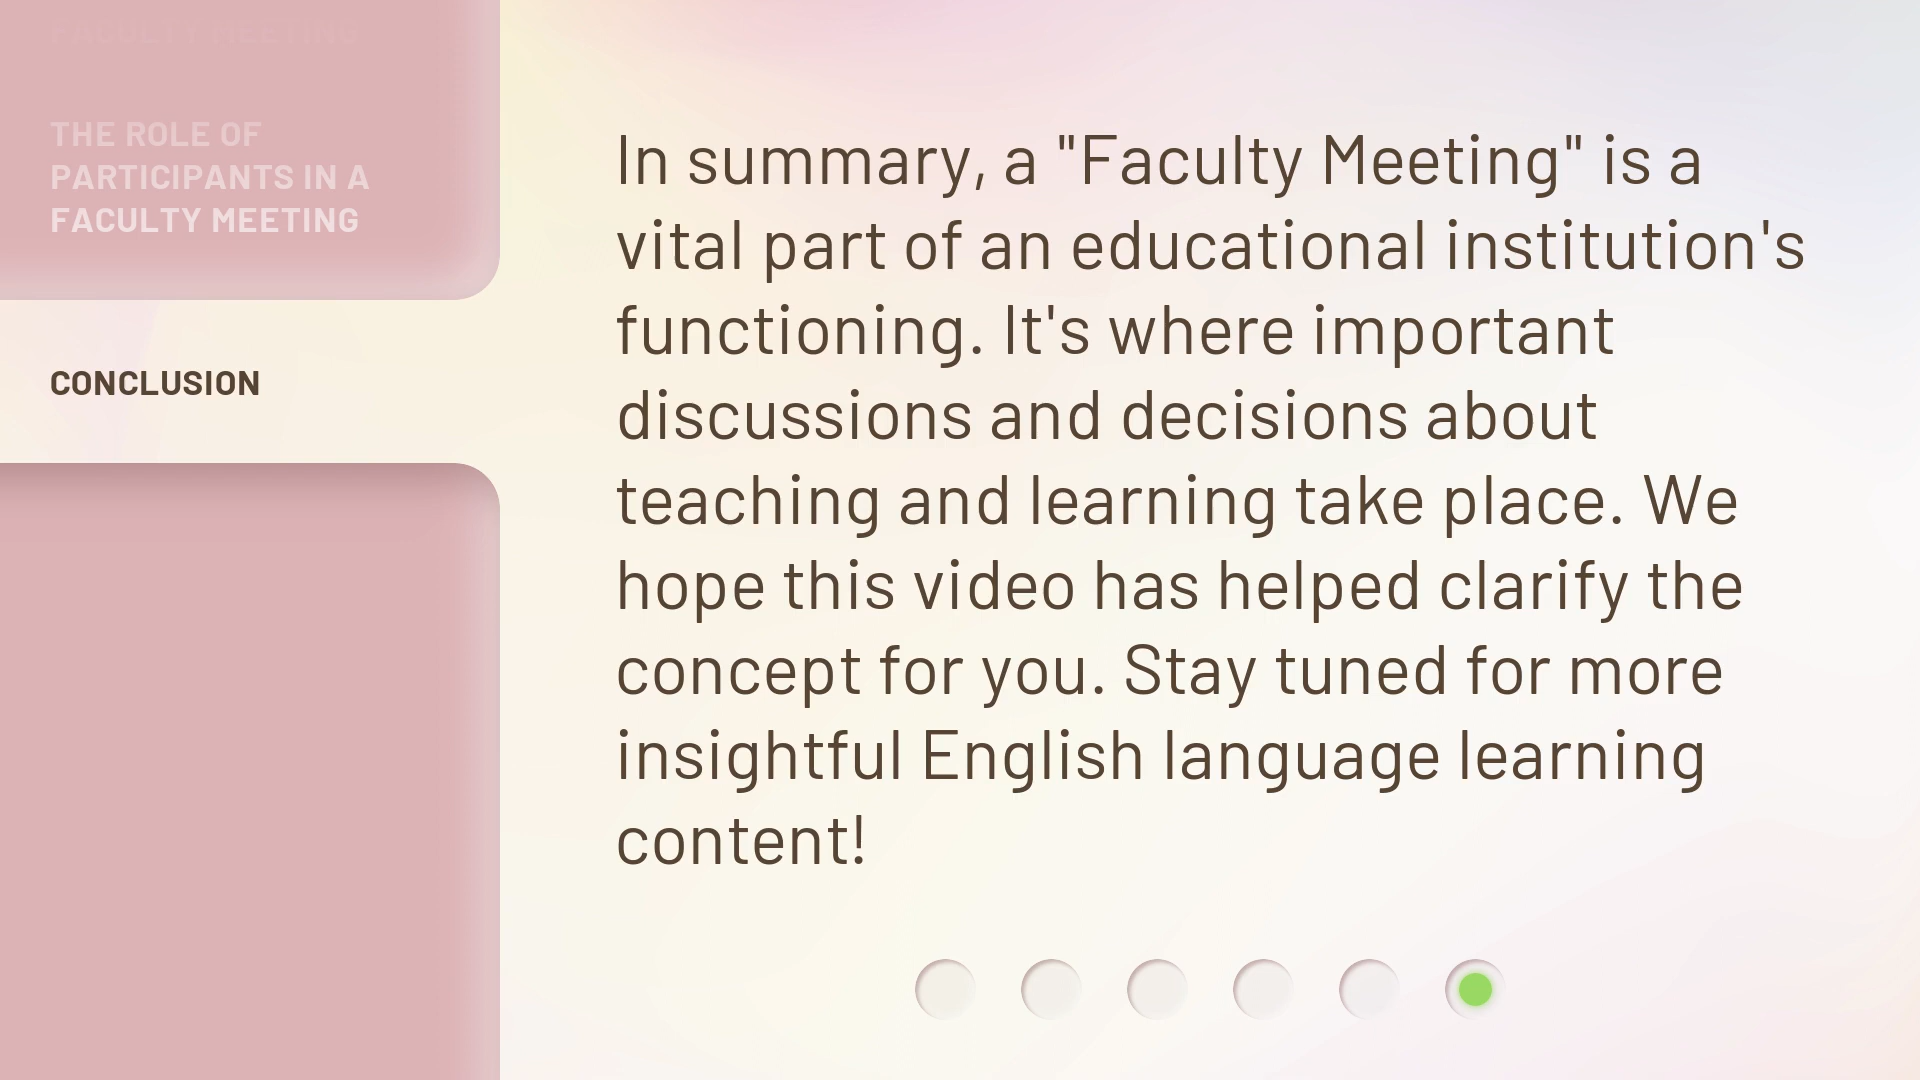 FACULTY MEETING
THE ROLE OF
PARTICIPANTS IN A
FACULTY MEETING
CONCLUSION
In summary, a "Faculty Meeting" is a
vital part of an educational institution's
functioning. It's where important
discussions and decisions about
teaching and learning take place. We
hope this video has helped clarify the
concept for you. Stay tuned for more
insightful English language learning
content!